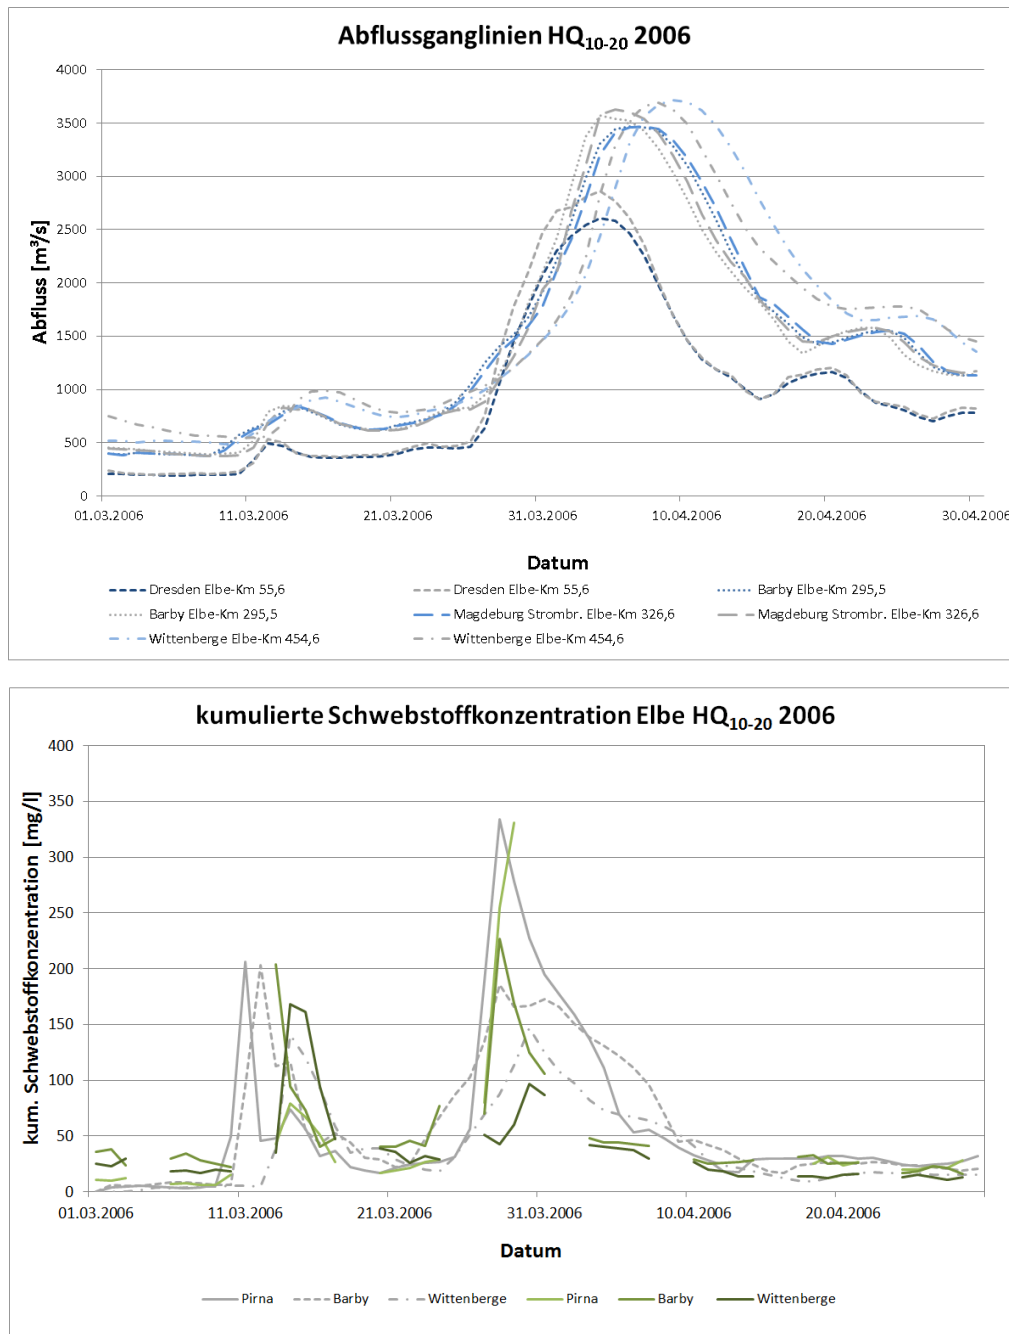 Abflussganglinien HQ10-20 2006
Abfluss [m³/s]
4000
3500
3000
2500
2000
1500
1000
500
0
01.03.2006 11.03.2006 21.03.2006 31.03.2006 10.04.2006 20.04.2006 30.04.2006
Datum
Dresden Elbe-Km 55,6 Dresden Elbe-Km 55,6 Barby Elbe-Km 295,5
Barby Elbe-Km 295,5 Magdeburg Strombr. Elbe-Km 326,6 Magdeburg Strombr. Elbe-Km 326,6
Wittenberge Elbe-Km 454,6 Wittenberge Elbe-Km 454,6
kumulierte Schwebstoffkonzentration Elbe HQ10-20 2006
kum. Schwebstoffkonzentration [mg/l]
400
350
300
250
200
150
100
50
0
01.03.2006 11.03.2006 21.03.2006 31.03.2006 10.04.2006 20.04.2006
Datum
Pirna Barby Wittenberge Pirna Barby Wittenberge